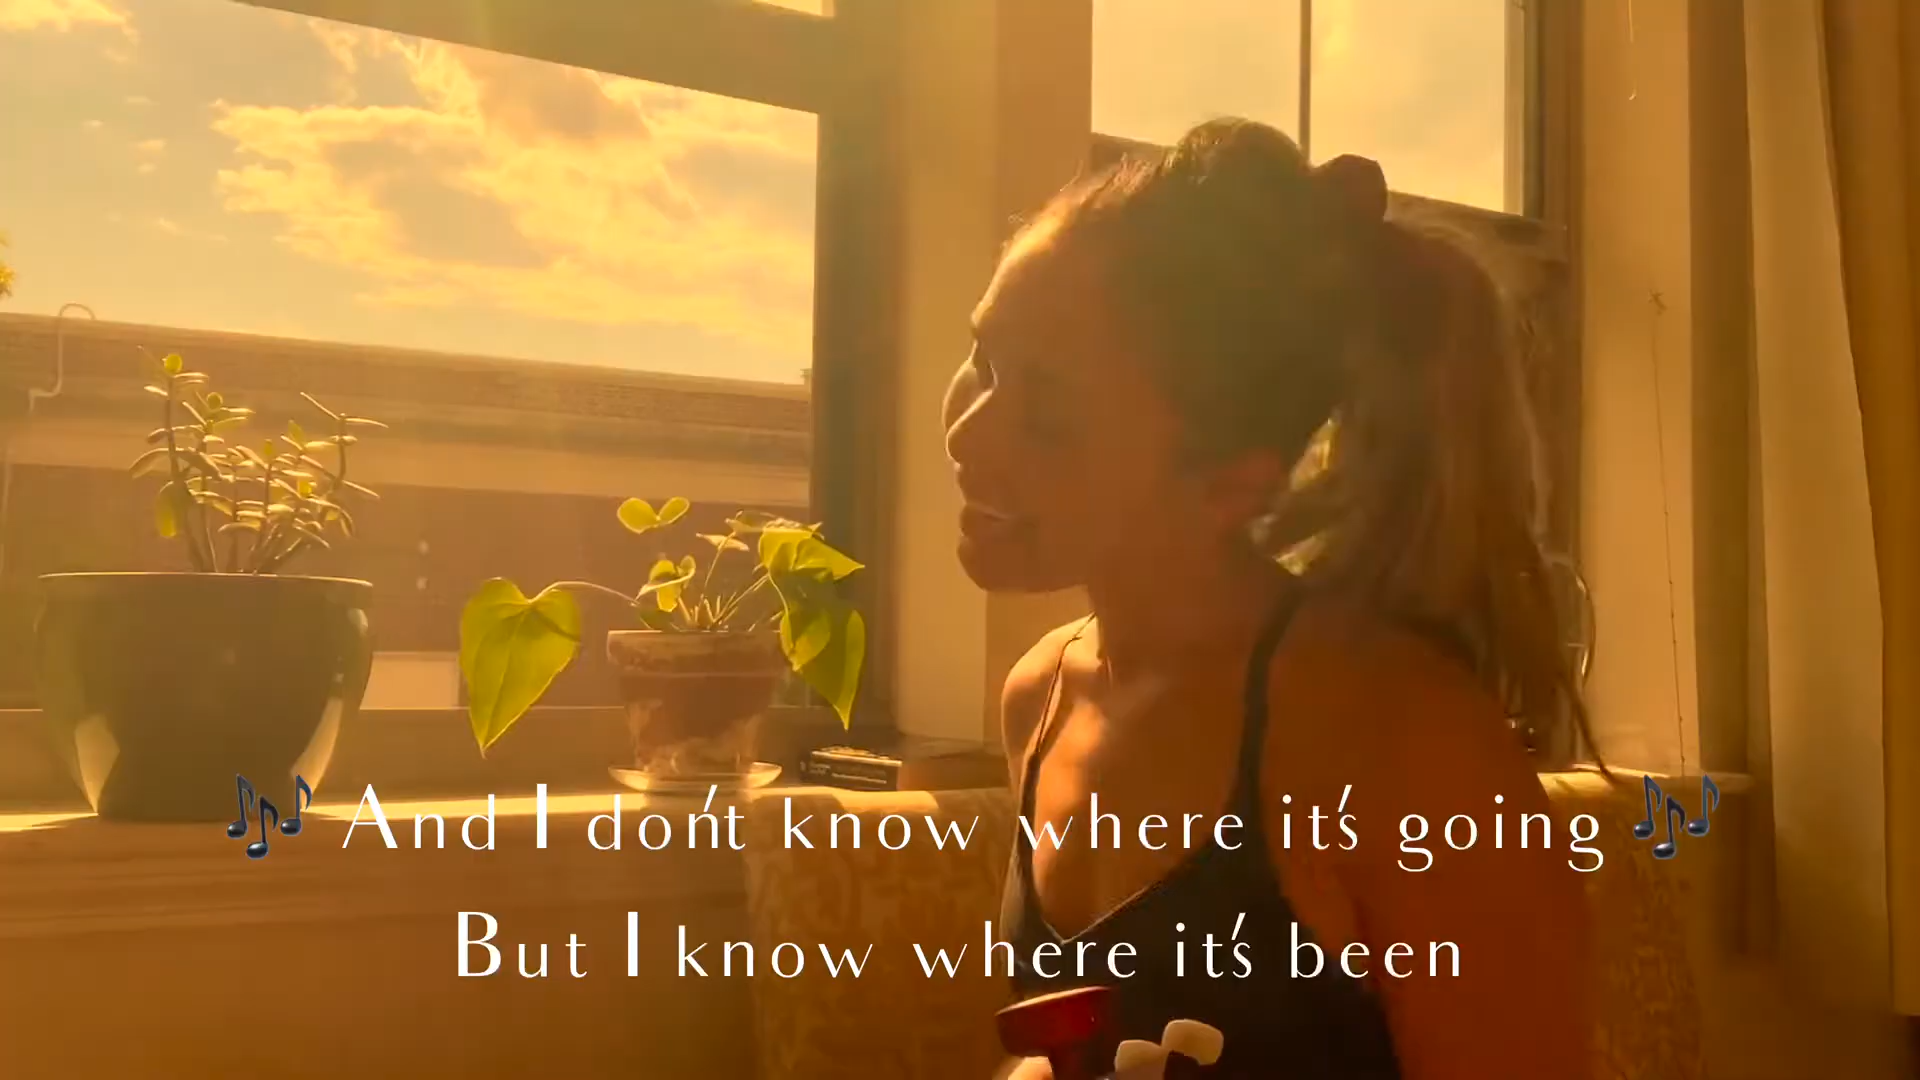 🎶 And I don't know where it's going 🎶
But I know where it's been